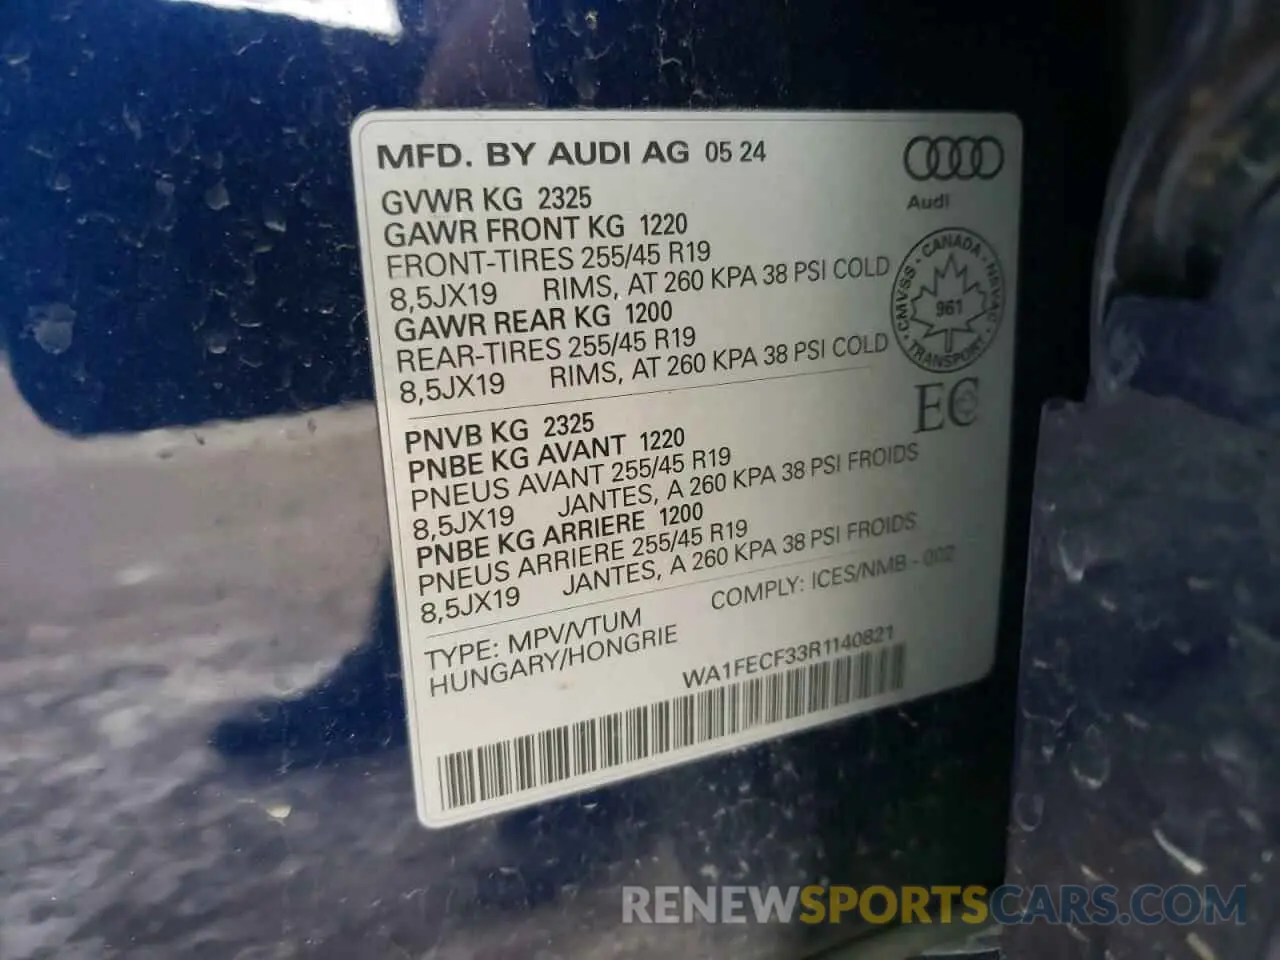 MFD. BY AUDI AG 05 24
Audi
GVWR KG 2325
GAWR FRONT KG 1220
FRONT-TIRES 255/45 R19
8,5JX19 RIMS, AT 260 KPA 38 PSI COLD
GAWR REAR KG 1200
REAR-TIRES 255/45 R19
8,5JX19 RIMS, AT 260 KPA 38 PSI COLD
CANADA - CMVSS - NSVAC - TRANSPORT
961
EC
PNVB KG 2325
PNBE KG AVANT 1220
PNEUS AVANT 255/45 R19
8,5JX19 JANTES, A 260 KPA 38 PSI FROIDS
PNBE KG ARRIERE 1200
PNEUS ARRIERE 255/45 R19
8,5JX19 JANTES, A 260 KPA 38 PSI FROIDS
TYPE: MPV/VTUM COMPLY: ICES/NMB - 002
HUNGARY/HONGRIE
WA1FECF33R1140821
RENEWSPORTSCARS.COM